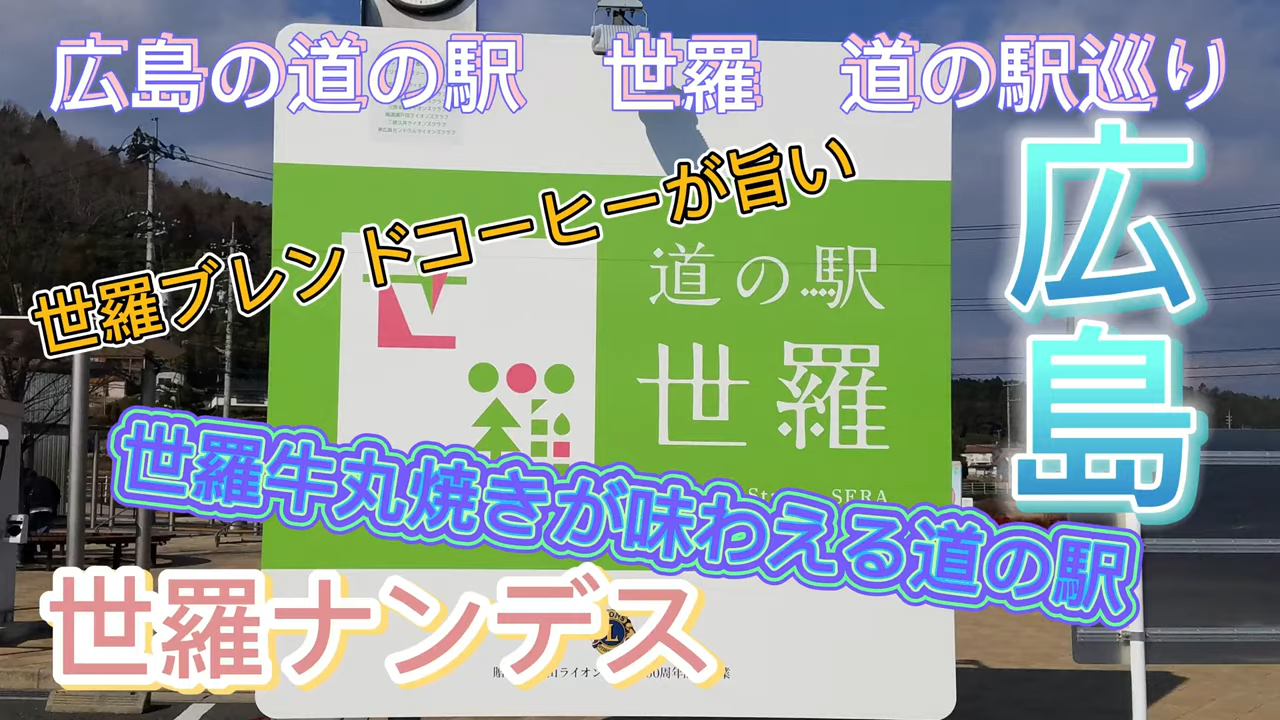 広島の道の駅　世羅　道の駅巡り
広島
世羅ブレンドコーヒーが旨い
道の駅
世羅
SERA
世羅牛丸焼きが味わえる道の駅
世羅ナンデス